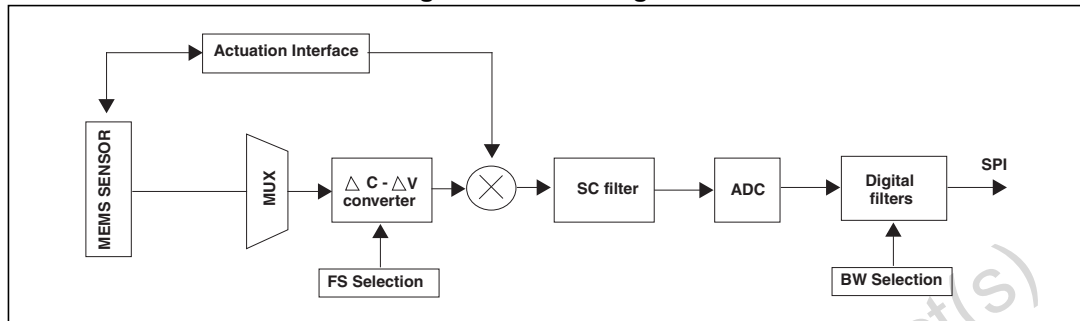 Actuation Interface
MEMS SENSOR
MUX
△ C - △V
converter
SC filter
ADC
Digital
filters
SPI
FS Selection
BW Selection